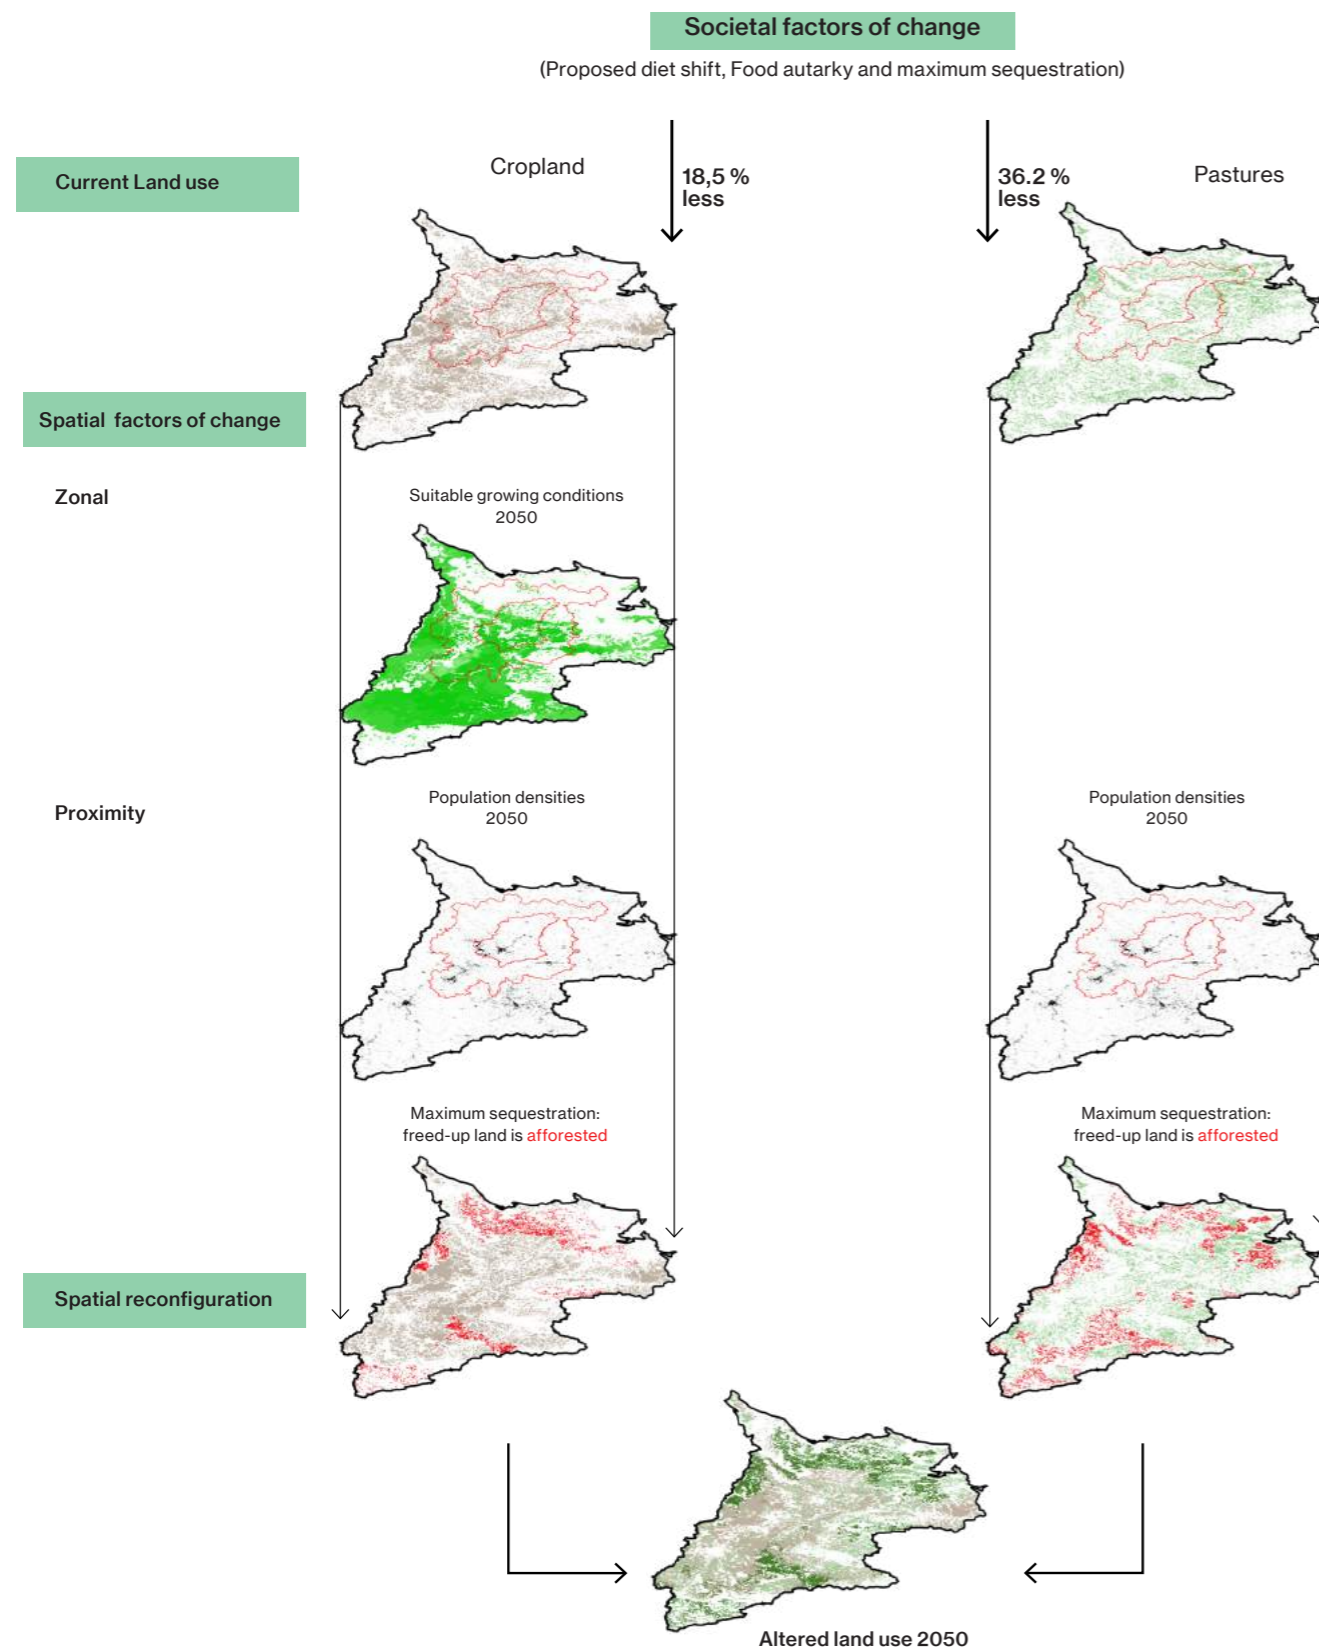 Societal factors of change
(Proposed diet shift, Food autarky and maximum sequestration)
Current Land use
Cropland
18,5 %
less
36.2 %
less
Pastures
Spatial  factors of change
Zonal
Suitable growing conditions
2050
Proximity
Population densities
2050
Population densities
2050
Maximum sequestration:
freed-up land is afforested
Maximum sequestration:
freed-up land is afforested
Spatial reconfiguration
Altered land use 2050